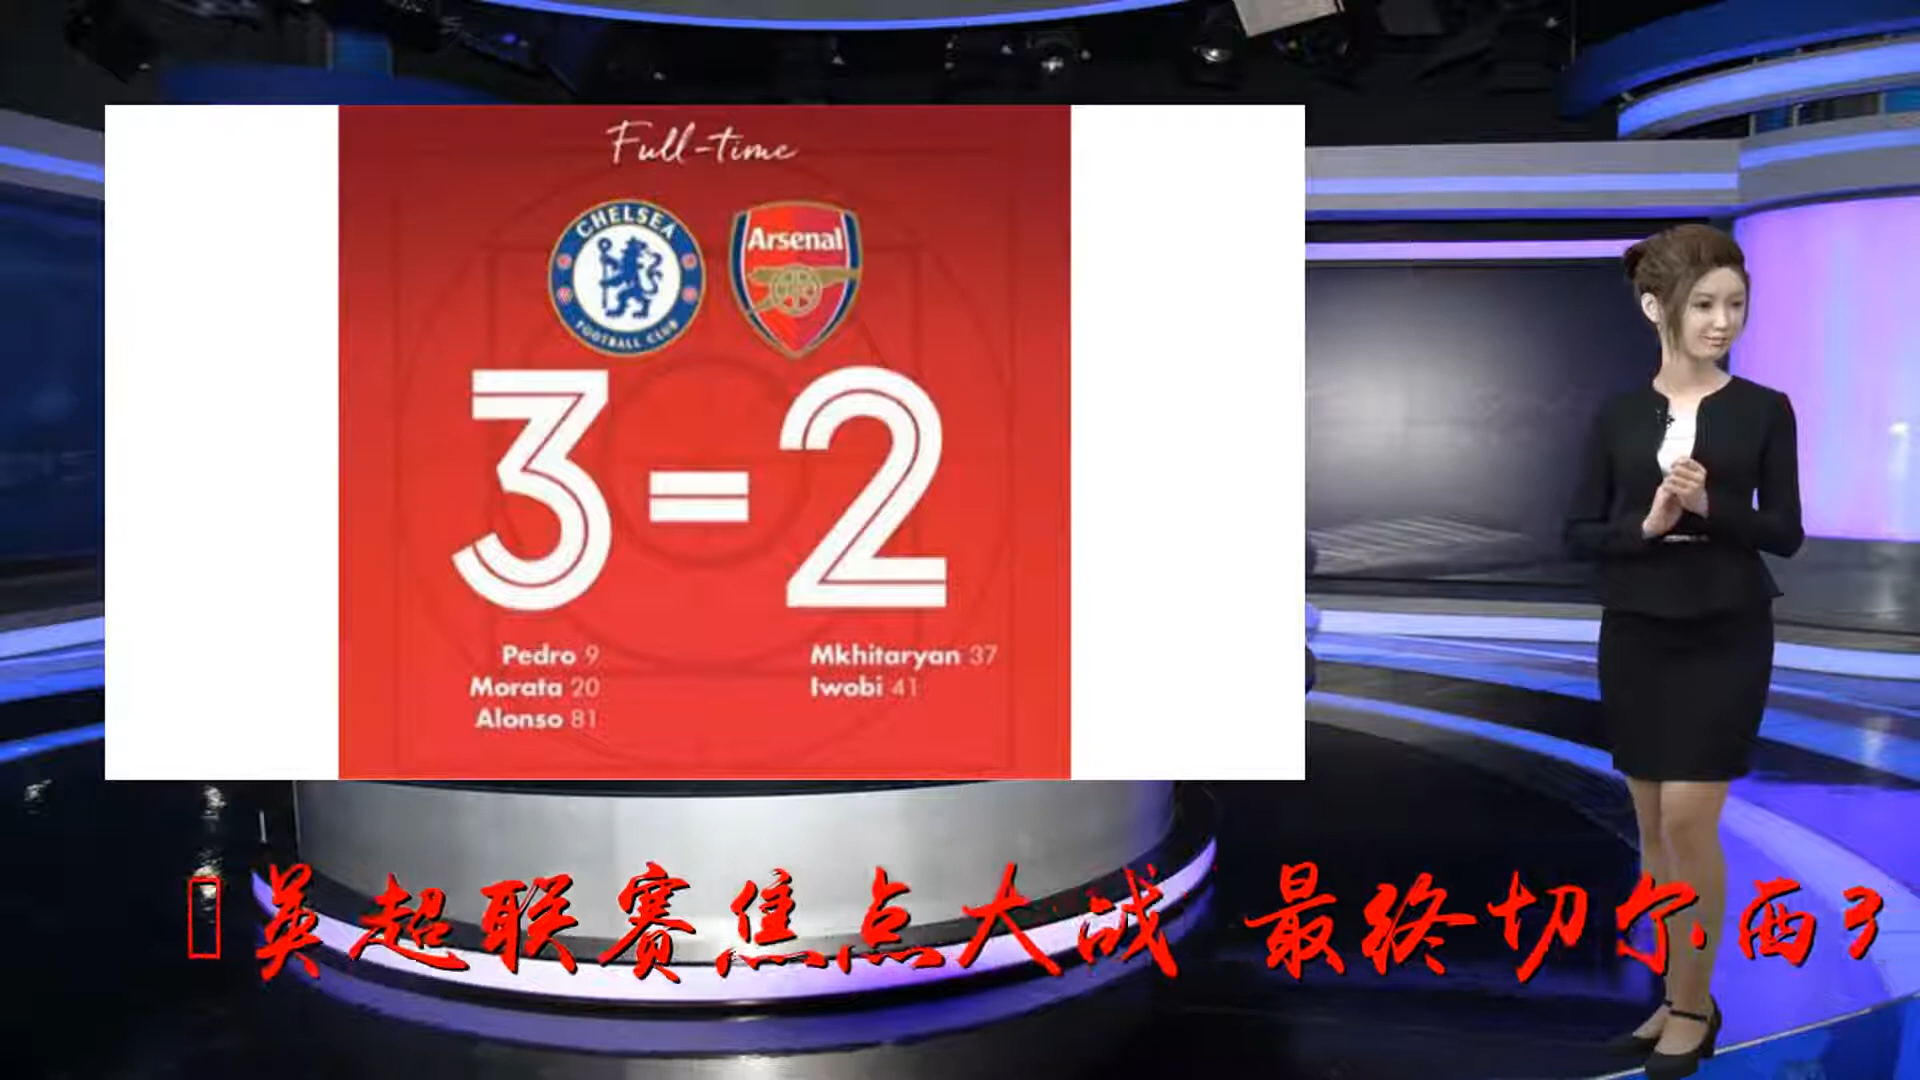 Full-time
CHELSEA
FOOTBALL CLUB
Arsenal
3-2
Pedro 9
Morata 20
Alonso 81
Mkhitaryan 37
Iwobi 41
英超联赛焦点大战 最终切尔西3